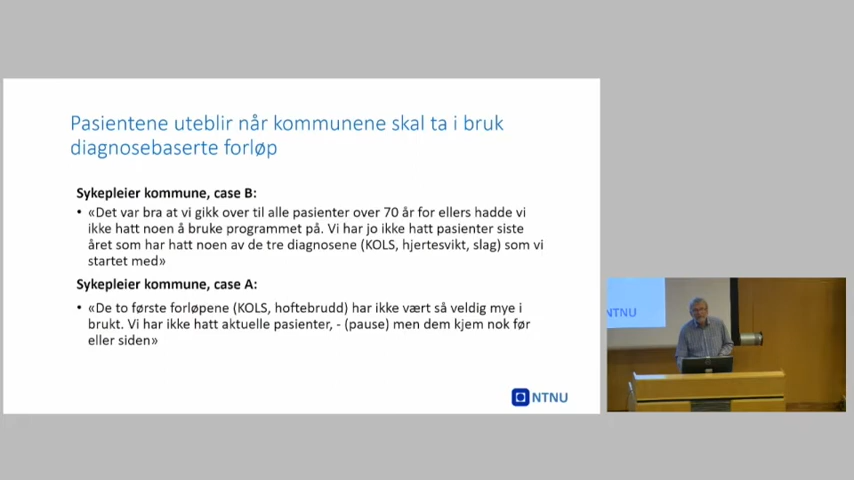 Pasientene uteblir når kommunene skal ta i bruk
diagnosebaserte forløp
Sykepleier kommune, case B:
• «Det var bra at vi gikk over til alle pasienter over 70 år for ellers hadde vi
ikke hatt noen å bruke programmet på. Vi har jo ikke hatt pasienter siste
året som har hatt noen av de tre diagnosene (KOLS, hjertesvikt, slag) som vi
startet med»
Sykepleier kommune, case A:
• «De to første forløpene (KOLS, hoftebrudd) har ikke vært så veldig mye i
brukt. Vi har ikke hatt aktuelle pasienter, - (pause) men dem kjem nok før
eller siden»
NTNU
NTNU